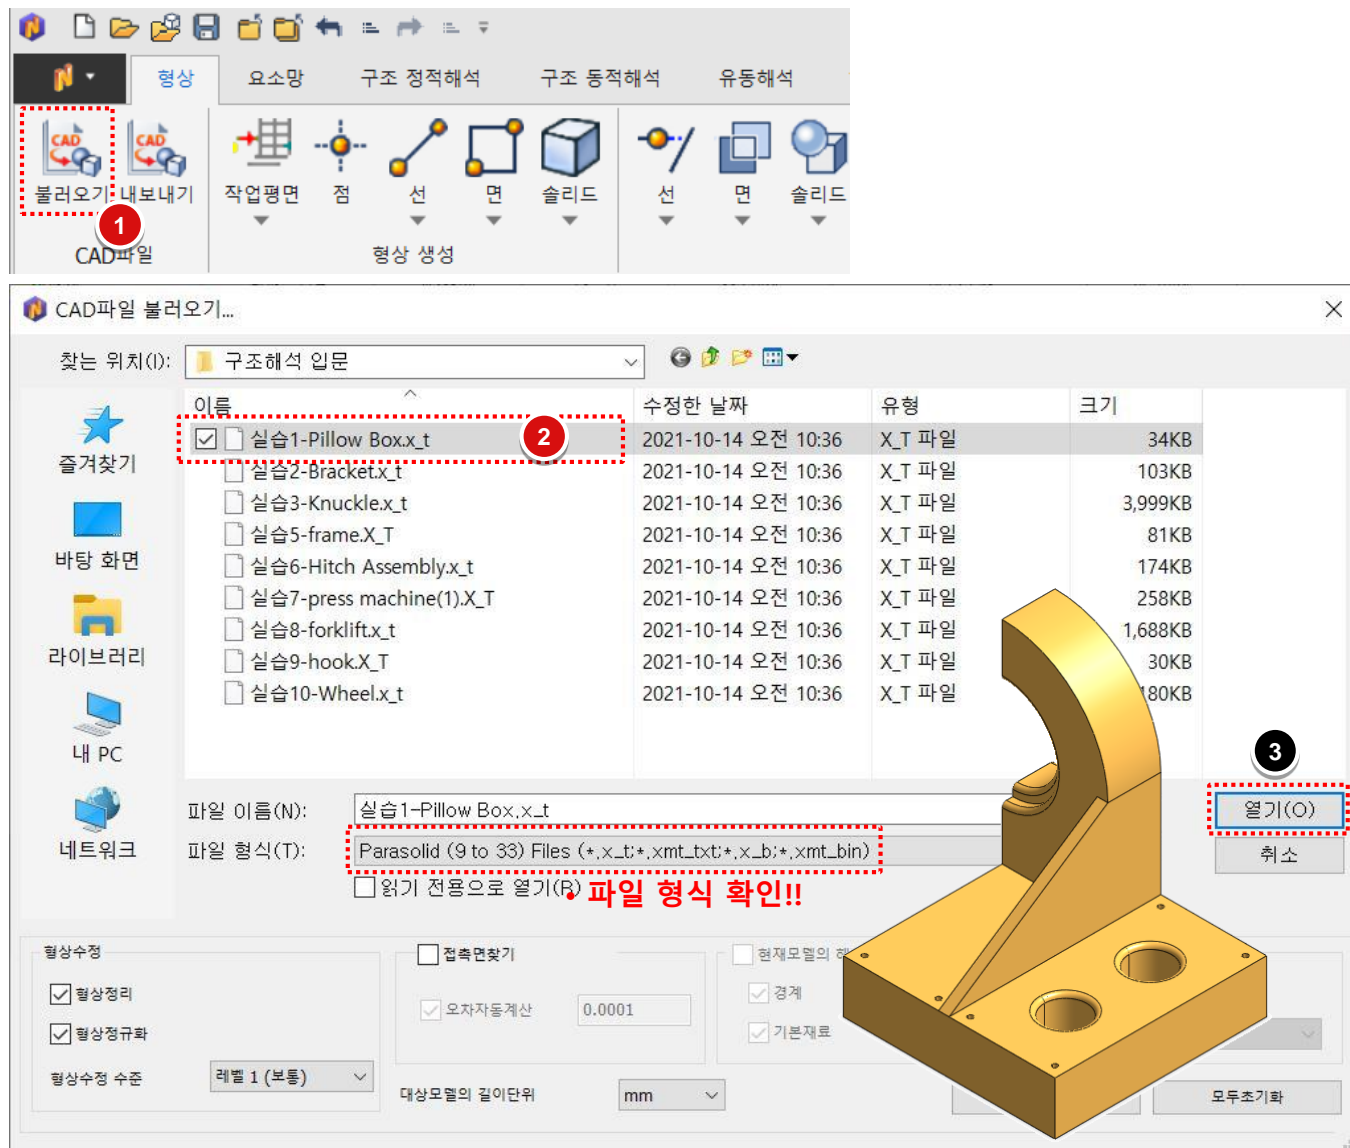 형상 요소망 구조 정적해석 구조 동적해석 유동해석
CAD CAD
불러오기 내보내기 작업평면 점 선 면 솔리드 선 면 솔리드
1
CAD파일 형상 생성
CAD파일 불러오기...
찾는 위치(I): 구조해석 입문
이름 수정한 날짜 유형 크기
실습1-Pillow Box.x_t 2 2021-10-14 오전 10:36 X_T 파일 34KB
즐겨찾기
실습2-Bracket.x_t 2021-10-14 오전 10:36 X_T 파일 103KB
실습3-Knuckle.x_t 2021-10-14 오전 10:36 X_T 파일 3,999KB
실습5-frame.X_T 2021-10-14 오전 10:36 X_T 파일 81KB
바탕 화면
실습6-Hitch Assembly.x_t 2021-10-14 오전 10:36 X_T 파일 174KB
실습7-press machine(1).X_T 2021-10-14 오전 10:36 X_T 파일 258KB
실습8-forklift.x_t 2021-10-14 오전 10:36 X_T 파일 1,688KB
라이브러리
실습9-hook.X_T 2021-10-14 오전 10:36 X_T 파일 30KB
실습10-Wheel.x_t 2021-10-14 오전 10:36 X_T 파일 180KB
내 PC
3
파일 이름(N): 실습1-Pillow Box.x_t 열기(O)
네트워크
파일 형식(T): Parasolid (9 to 33) Files (*.x_t;*.xmt_txt;*.x_b;*.xmt_bin) 취소
읽기 전용으로 열기(R)
• 파일 형식 확인!!
형상수정 접촉면찾기 현재모델의
형상정리 오차자동계산 0.0001 경계
형상정규화 기본재료
형상수정 수준 레벨 1 (보통)
대상모델의 길이단위 mm 모두초기화